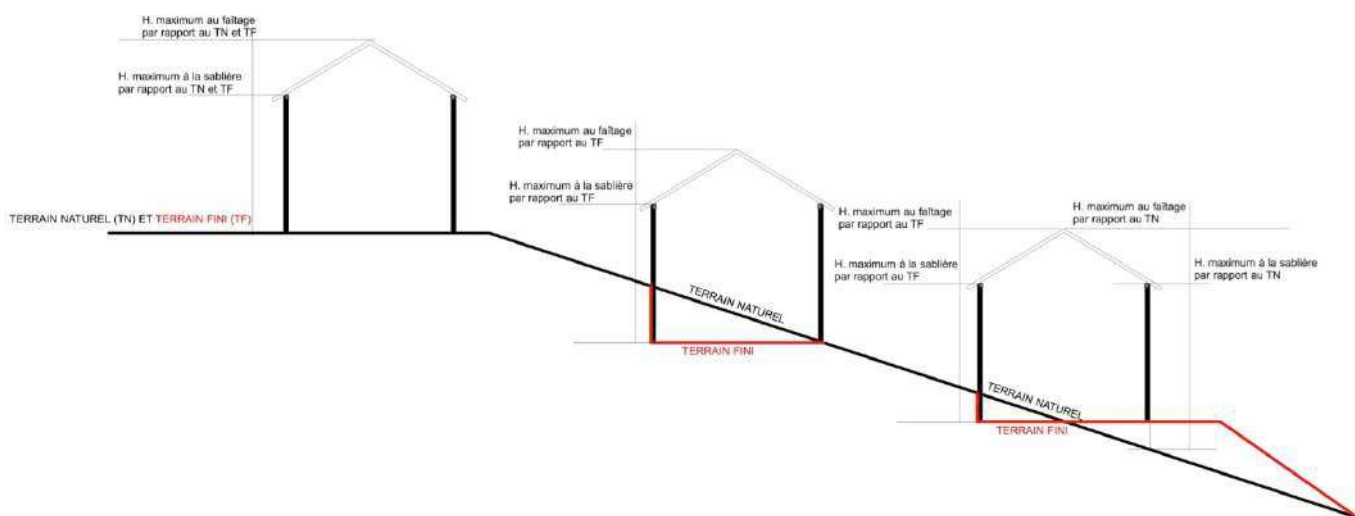 H. maximum au faîtage
par rapport au TN et TF
H. maximum à la sablière
par rapport au TN et TF
TERRAIN NATUREL (TN) ET TERRAIN FINI (TF)
H. maximum au faîtage
par rapport au TF
H. maximum à la sablière
par rapport au TF
TERRAIN NATUREL
TERRAIN FINI
H. maximum au faîtage
par rapport au TF
H. maximum à la sablière
par rapport au TF
H. maximum au faîtage
par rapport au TN
H. maximum à la sablière
par rapport au TN
TERRAIN NATUREL
TERRAIN FINI